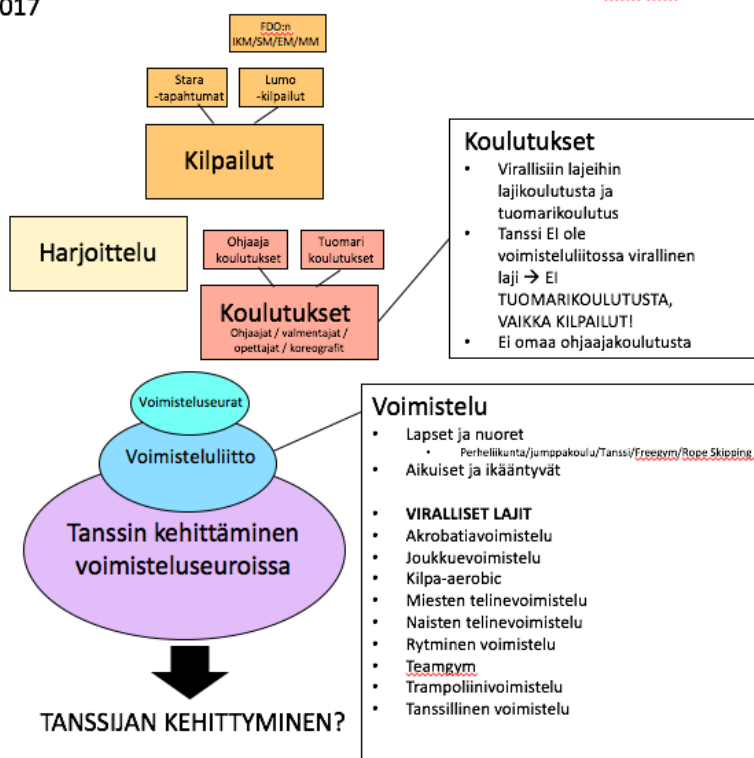 017
FDO:n
IKM/SM/EM/MM
Stara
-tapahtumat
Lumo
-kilpailut
Kilpailut
Harjoittelu
Ohjaaja
koulutukset
Tuomari
koulutukset
Koulutukset
Ohjaajat / valmentajat /
opettajat / koreografit
Koulutukset
• Virallisiin lajeihin
lajikoulutusta ja
tuomarikoulutus
• Tanssi EI ole
voimisteluliitossa virallinen
laji → EI
TUOMARIKOULUTUSTA,
VAIKKA KILPAILUT!
• Ei omaa ohjaajakoulutusta
Voimisteluseurat
Voimisteluliitto
Tanssin kehittäminen
voimisteluseuroissa
TANSSIJAN KEHITTYMINEN?
Voimistelu
• Lapset ja nuoret
• Perheliikunta/jumppakoulu/Tanssi/Freegym/Rope Skipping
• Aikuiset ja ikääntyvät
• VIRALLISET LAJIT
• Akrobatiavoimistelu
• Joukkuevoimistelu
• Kilpa-aerobic
• Miesten telinevoimistelu
• Naisten telinevoimistelu
• Rytminen voimistelu
• Teamgym
• Trampoliinivoimistelu
• Tanssillinen voimistelu